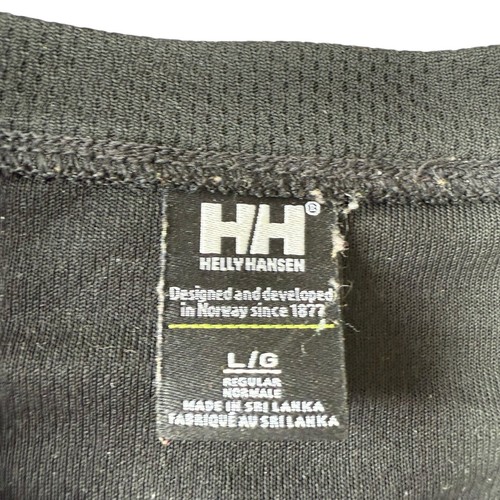 H/H®
HELLY HANSEN
Designed and developed
in Norway since 1877
L/G
REGULAR
NORMALE
MADE IN SRI LANKA
FABRIQUÉ AU SRI LANKA